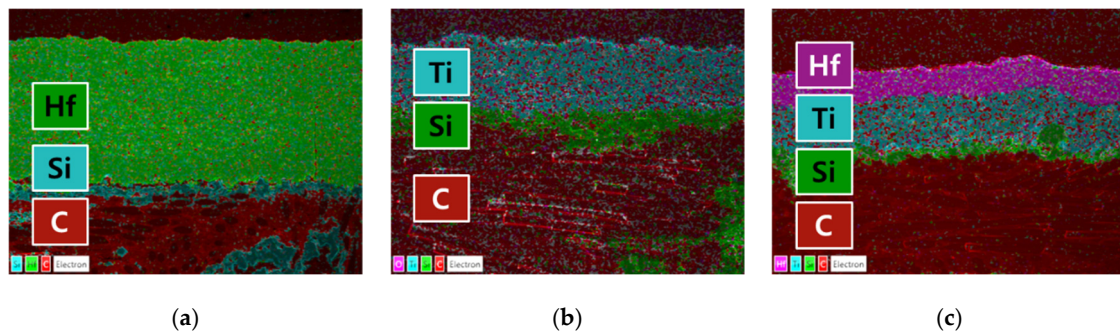 Hf
Si
C
Si Hf C Electron
Ti
Si
C
O Ti Si C Electron
Hf
Ti
Si
C
Hf Ti Si C Electron
(a) (b) (c)